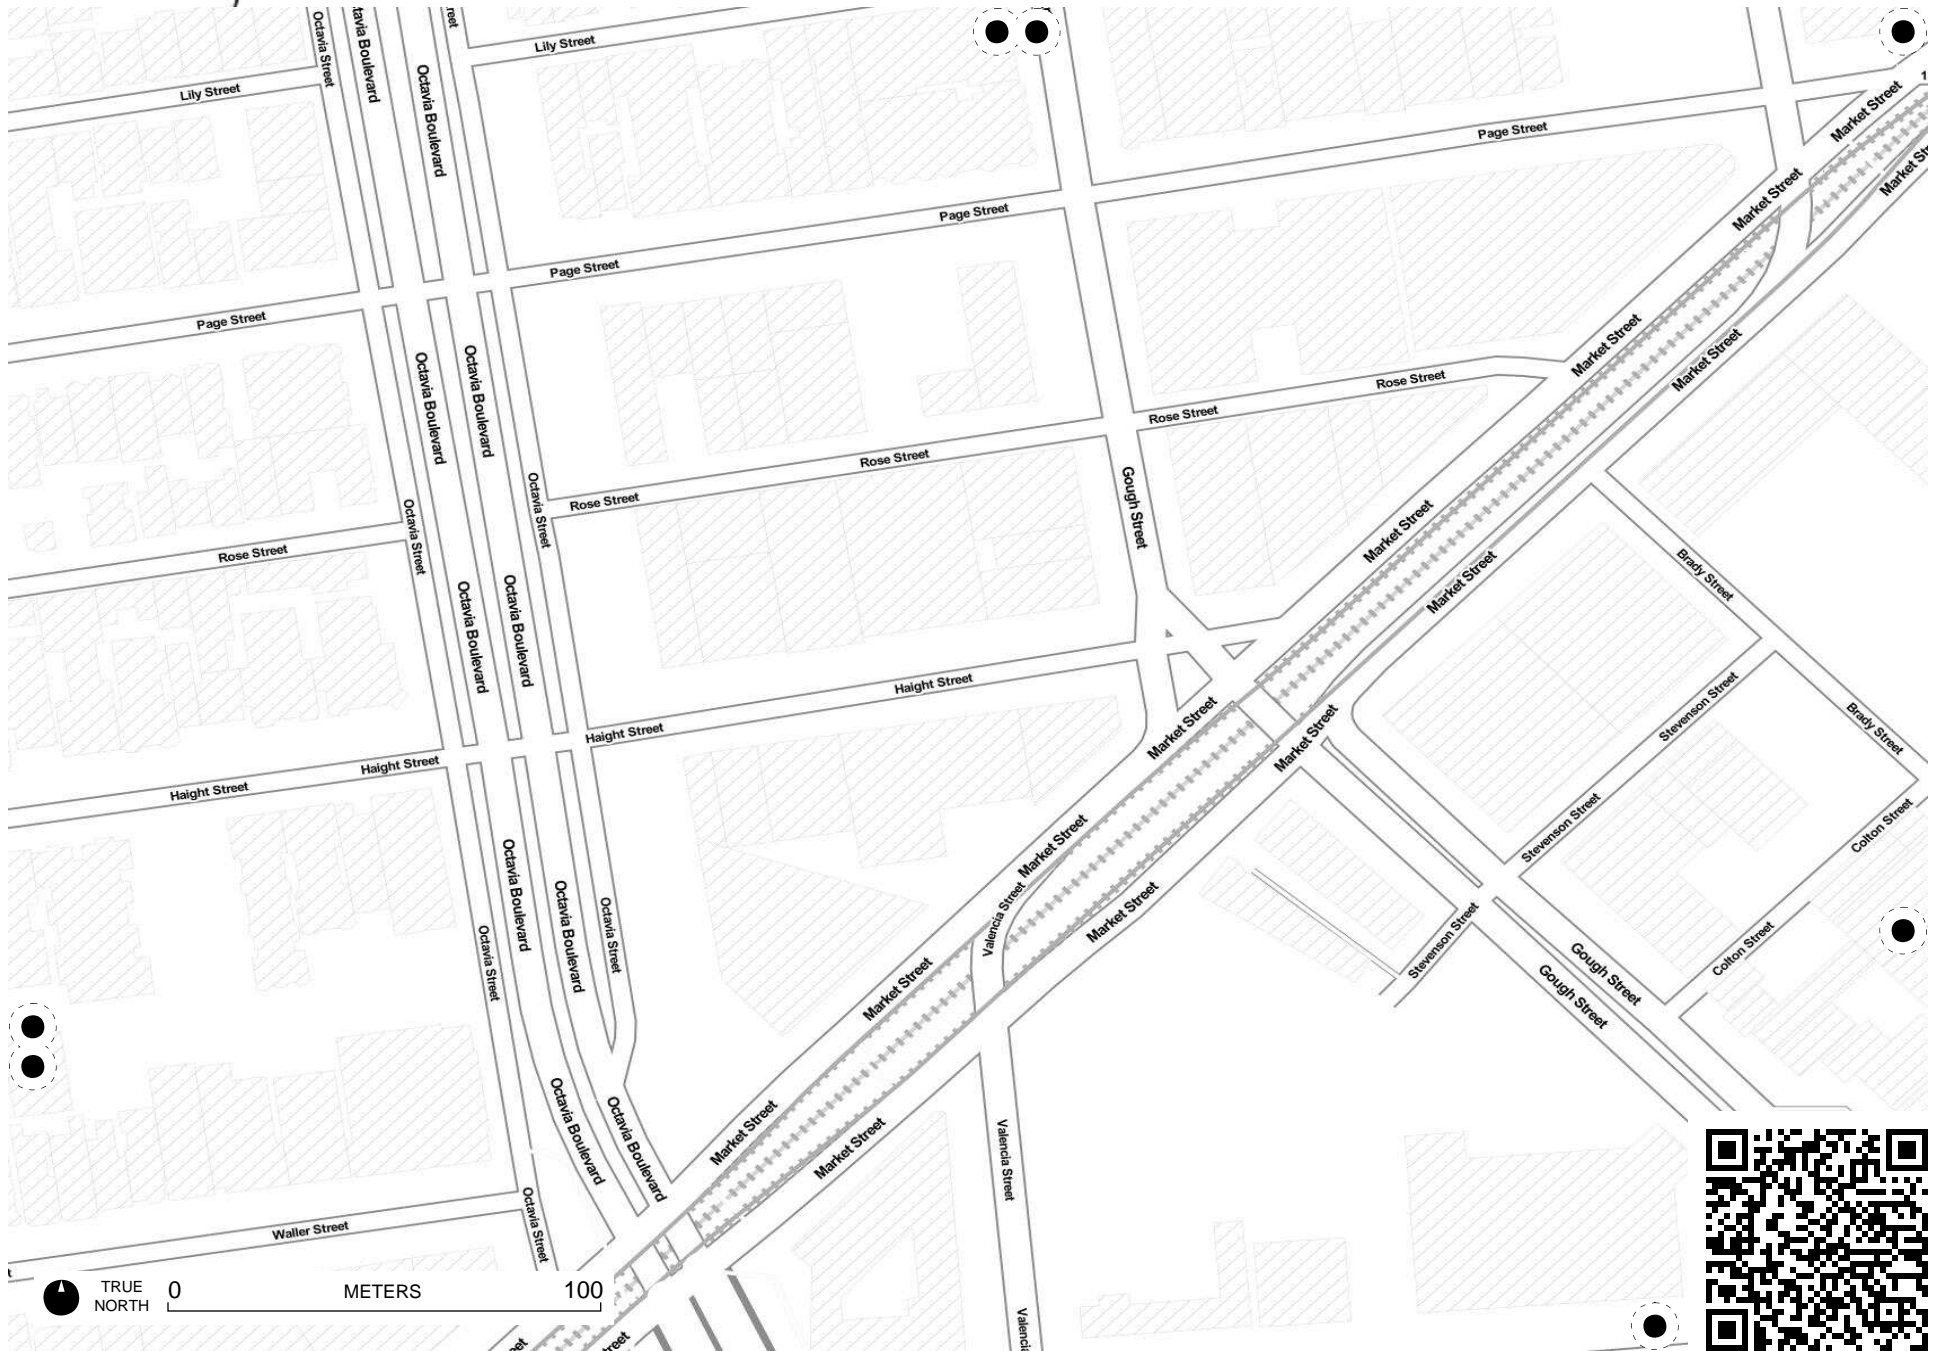 Octavia Street
Octavia Boulevard
Lily Street
Lily Street
Octavia Boulevard
Market Street
Page Street
Market Street
Market Street
Page Street
Page Street
Page Street
Market Street
Market Street
Octavia Boulevard
Octavia Boulevard
Rose Street
Rose Street
Rose Street
Rose Street
Rose Street
Octavia Street
Octavia Street
Gough Street
Market Street
Market Street
Brady Street
Octavia Boulevard
Octavia Boulevard
Haight Street
Haight Street
Haight Street
Haight Street
Market Street
Market Street
Stevenson Street
Brady Street
Stevenson Street
Colton Street
Octavia Boulevard
Octavia Boulevard
Octavia Street
Octavia Street
Market Street
Valencia Street
Market Street
Stevenson Street
Colton Street
Gough Street
Gough Street
Market Street
Octavia Boulevard
Octavia Boulevard
Market Street
Market Street
Valencia Street
Waller Street
Octavia Street
TRUE
NORTH
0 METERS 100